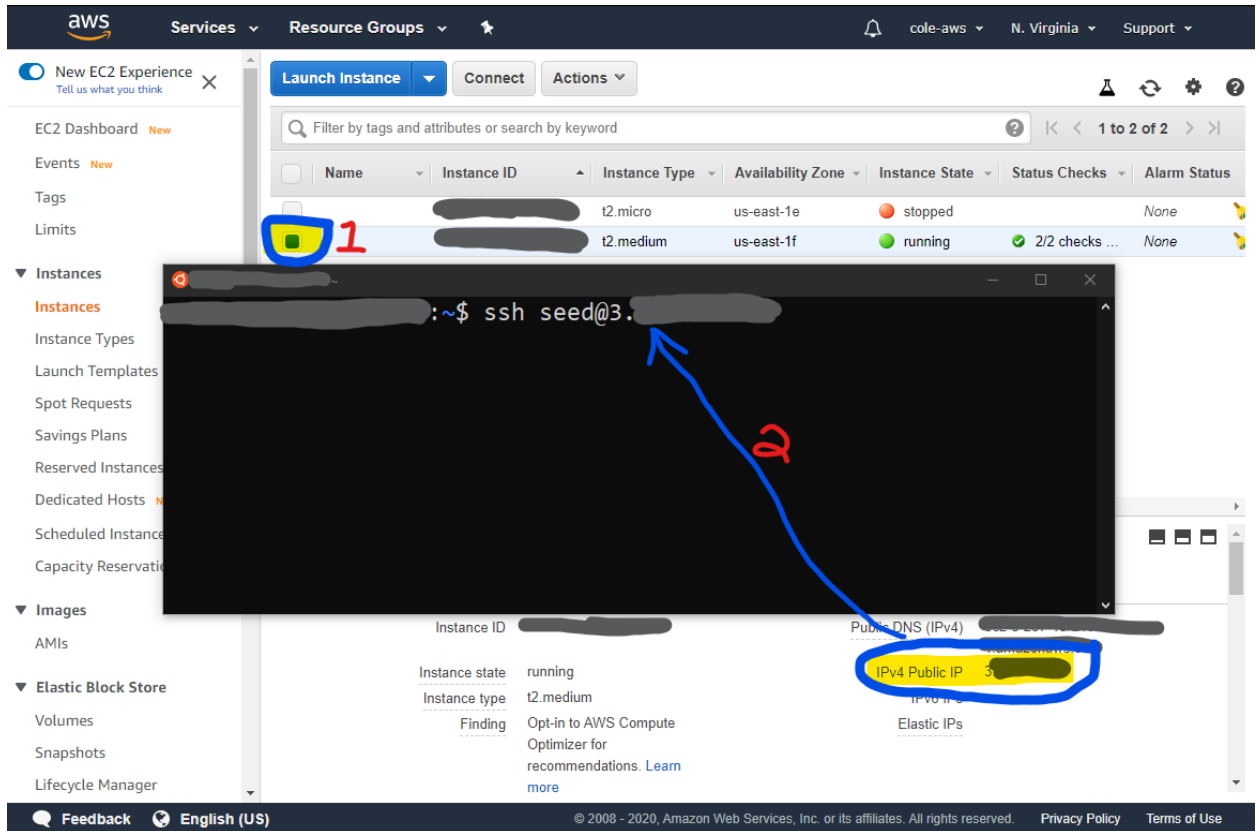 aws Services Resource Groups cole-aws N. Virginia Support
New EC2 Experience
Tell us what you think
EC2 Dashboard New
Events New
Tags
Limits
Instances
Instances
Instance Types
Launch Templates
Spot Requests
Savings Plans
Reserved Instances
Dedicated Hosts
Scheduled Instance
Capacity Reservatio
Images
AMIs
Elastic Block Store
Volumes
Snapshots
Lifecycle Manager
Launch Instance Connect Actions
Filter by tags and attributes or search by keyword 1 to 2 of 2
Name Instance ID Instance Type Availability Zone Instance State Status Checks Alarm Status
t2.micro us-east-1e stopped None
1 t2.medium us-east-1f running 2/2 checks ... None
~
:~$ ssh seed@3.
2
Instance ID
Instance state running
Instance type t2.medium
Finding Opt-in to AWS Compute
Optimizer for
recommendations. Learn
more
Public DNS (IPv4)
IPv4 Public IP 3
Elastic IPs
Feedback English (US) © 2008 - 2020, Amazon Web Services, Inc. or its affiliates. All rights reserved. Privacy Policy Terms of Use